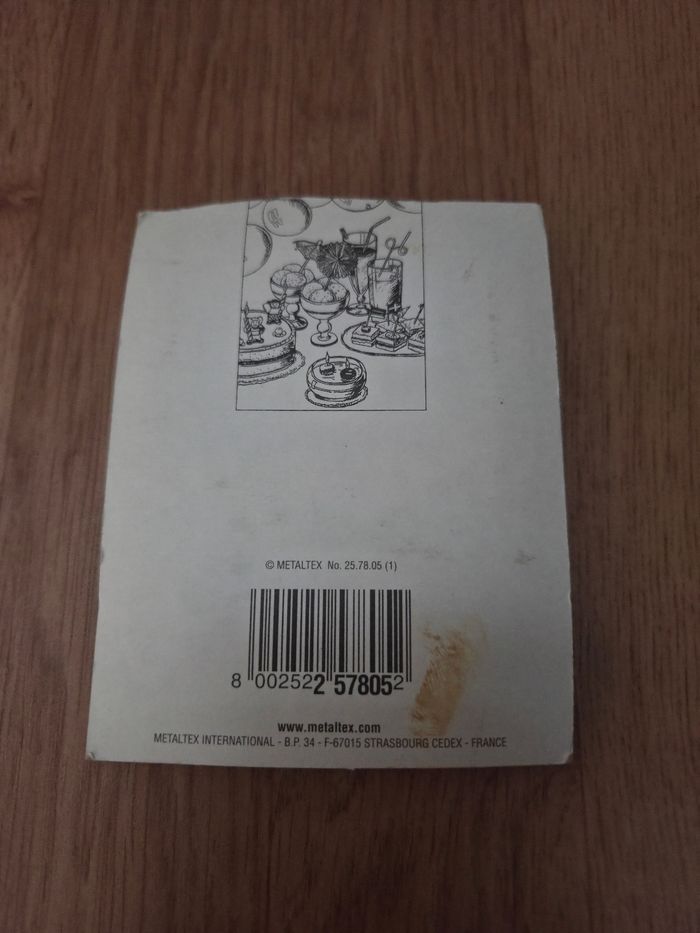 © METALTEX No. 25.78.05 (1)
8 002522 578052
www.metaltex.com
METALTEX INTERNATIONAL - B.P. 34 - F-67015 STRASBOURG CEDEX - FRANCE